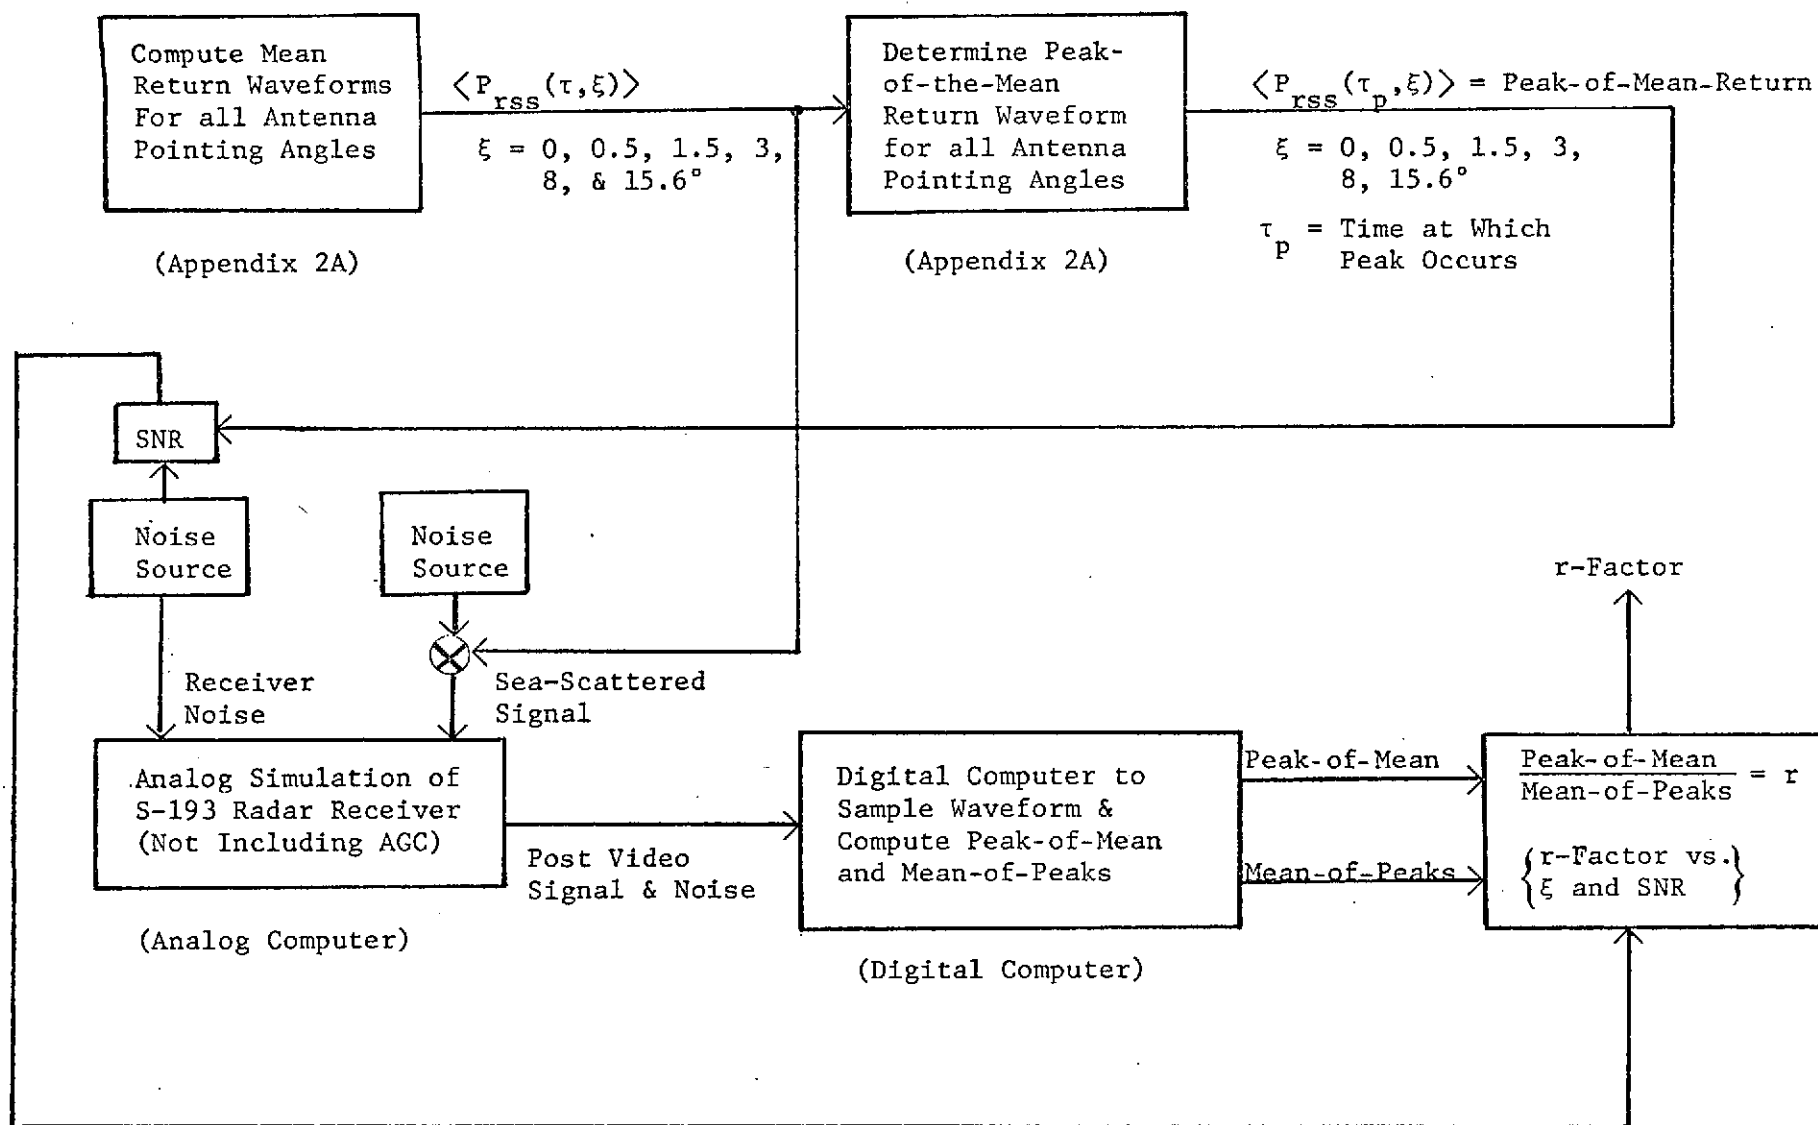 Compute Mean
Return Waveforms
For all Antenna
Pointing Angles
(Appendix 2A)
⟨P_rss(τ,ξ)⟩
ξ = 0, 0.5, 1.5, 3,
8, & 15.6°
Determine Peak-
of-the-Mean
Return Waveform
for all Antenna
Pointing Angles
(Appendix 2A)
⟨P_rss(τ_p,ξ)⟩ = Peak-of-Mean-Return
ξ = 0, 0.5, 1.5, 3,
8, 15.6°
τ_p = Time at Which
Peak Occurs
SNR
Noise
Source
Noise
Source
Receiver
Noise
Sea-Scattered
Signal
Analog Simulation of
S-193 Radar Receiver
(Not Including AGC)
(Analog Computer)
Post Video
Signal & Noise
Digital Computer to
Sample Waveform &
Compute Peak-of-Mean
and Mean-of-Peaks
(Digital Computer)
Peak-of-Mean
Mean-of-Peaks
r-Factor
Peak-of-Mean
Mean-of-Peaks = r
{r-Factor vs.
ξ and SNR}